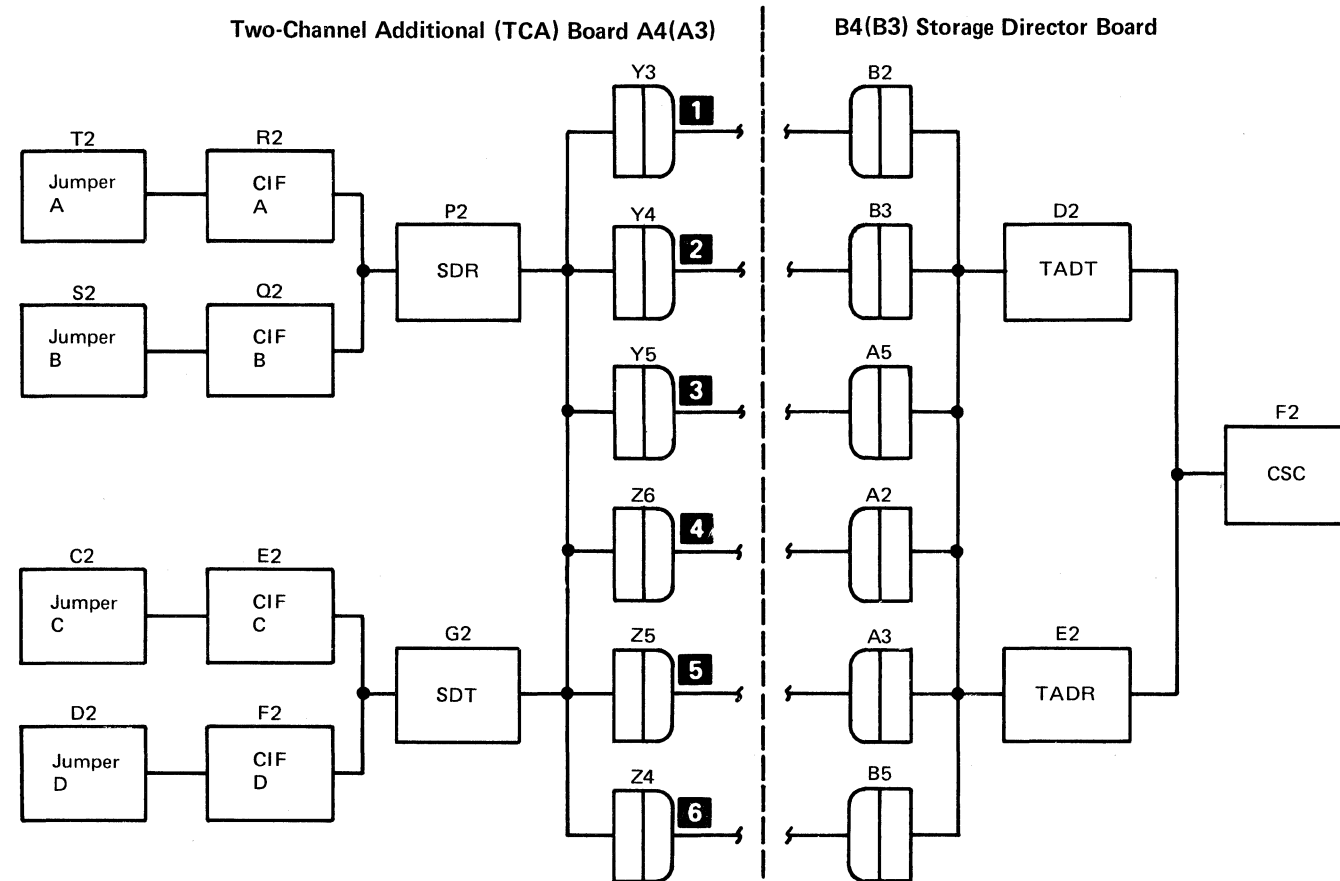 Two-Channel Additional (TCA) Board A4(A3)
B4(B3) Storage Director Board
Y3
1
B2
T2
Jumper
A
R2
CIF
A
P2
SDR
Y4
2
B3
D2
TADT
S2
Jumper
B
Q2
CIF
B
Y5
3
A5
F2
CSC
Z6
4
A2
C2
Jumper
C
E2
CIF
C
G2
SDT
Z5
5
A3
E2
TADR
D2
Jumper
D
F2
CIF
D
Z4
6
B5